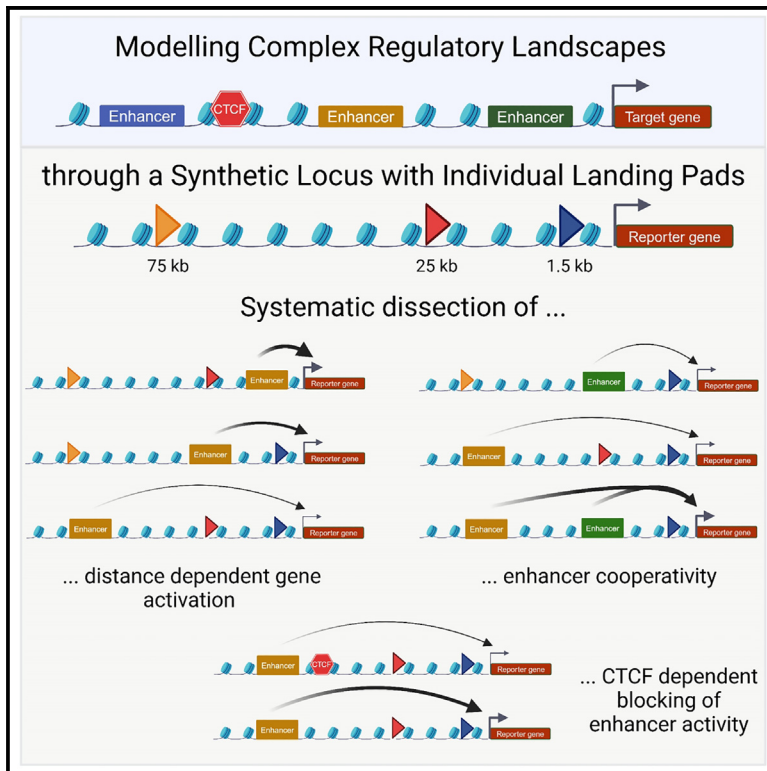 Modelling Complex Regulatory Landscapes
Enhancer CTCF Enhancer Enhancer Target gene
through a Synthetic Locus with Individual Landing Pads
Reporter gene
75 kb 25 kb 1.5 kb
Systematic dissection of ...
Enhancer Reporter gene
Enhancer Reporter gene
Enhancer Reporter gene
... distance dependent gene
activation
Enhancer Reporter gene
Enhancer Reporter gene
Enhancer Enhancer Reporter gene
... enhancer cooperativity
Enhancer CTCF Reporter gene
Enhancer Reporter gene
... CTCF dependent
blocking of
enhancer activity